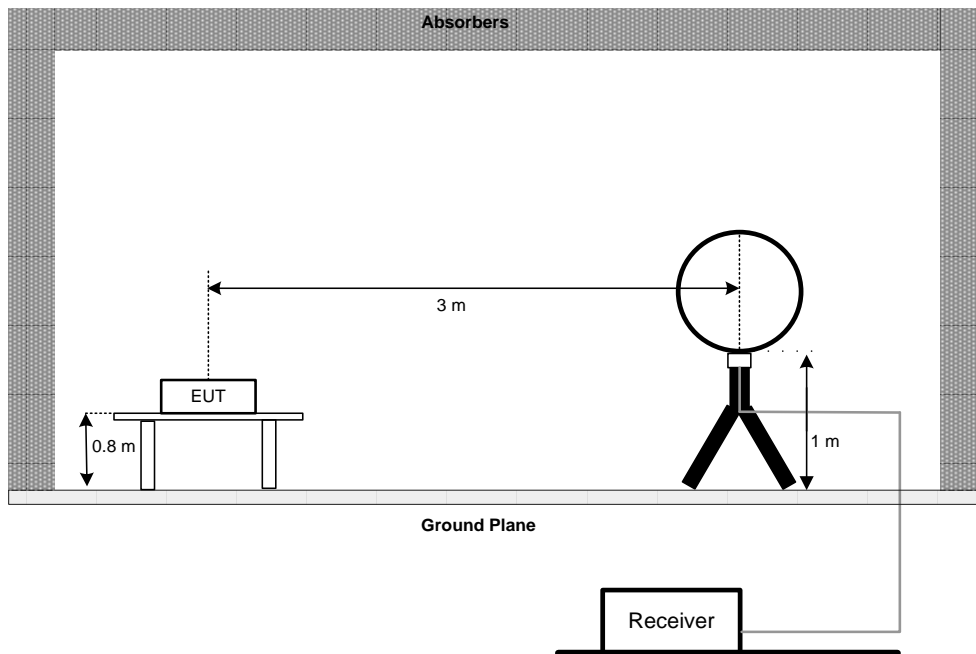 Absorbers
3 m
EUT
0.8 m
1 m
Ground Plane
Receiver